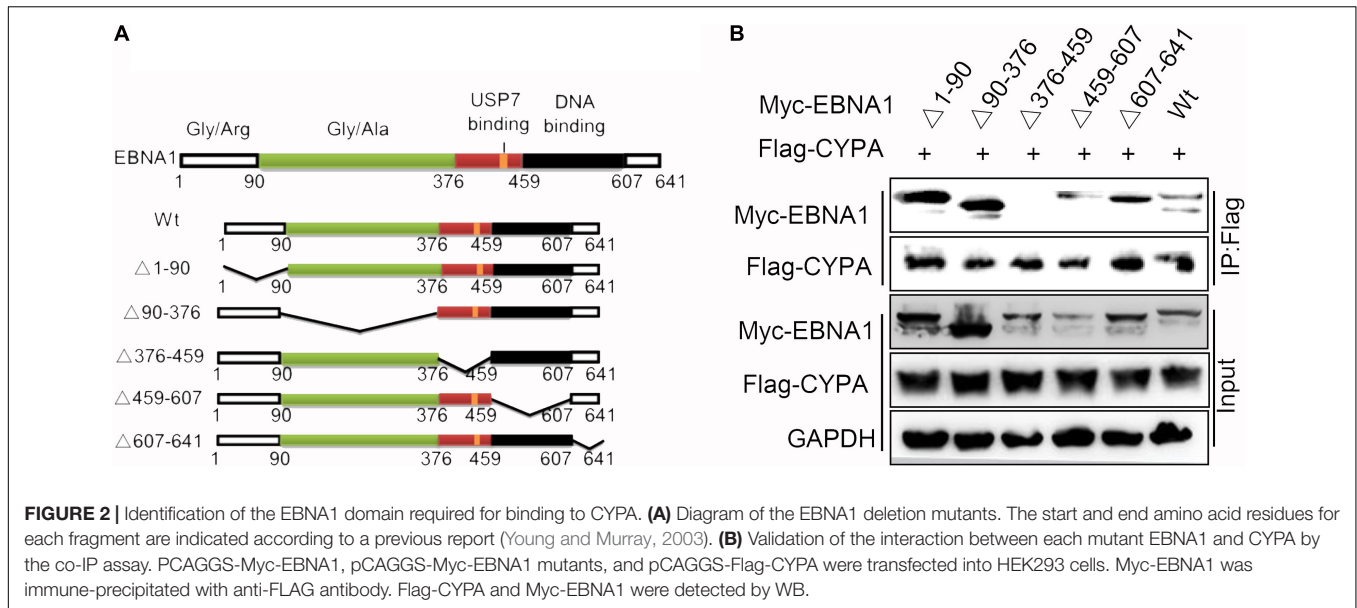 A
Gly/Arg Gly/Ala USP7 binding DNA binding
EBNA1
1 90 376 459 607 641
Wt
1 90 376 459 607 641
△1-90
1 90 376 459 607 641
△90-376
1 90 376 459 607 641
△376-459
1 90 376 459 607 641
△459-607
1 90 376 459 607 641
△607-641
1 90 376 459 607 641
B
Myc-EBNA1 △1-90 △90-376 △376-459 △459-607 △607-641 Wt
Flag-CYPA + + + + + +
Myc-EBNA1
Flag-CYPA
IP:Flag
Myc-EBNA1
Flag-CYPA
GAPDH
Input
FIGURE 2 | Identification of the EBNA1 domain required for binding to CYPA. (A) Diagram of the EBNA1 deletion mutants. The start and end amino acid residues for
each fragment are indicated according to a previous report (Young and Murray, 2003). (B) Validation of the interaction between each mutant EBNA1 and CYPA by
the co-IP assay. PCAGGS-Myc-EBNA1, pCAGGS-Myc-EBNA1 mutants, and pCAGGS-Flag-CYPA were transfected into HEK293 cells. Myc-EBNA1 was
immune-precipitated with anti-FLAG antibody. Flag-CYPA and Myc-EBNA1 were detected by WB.